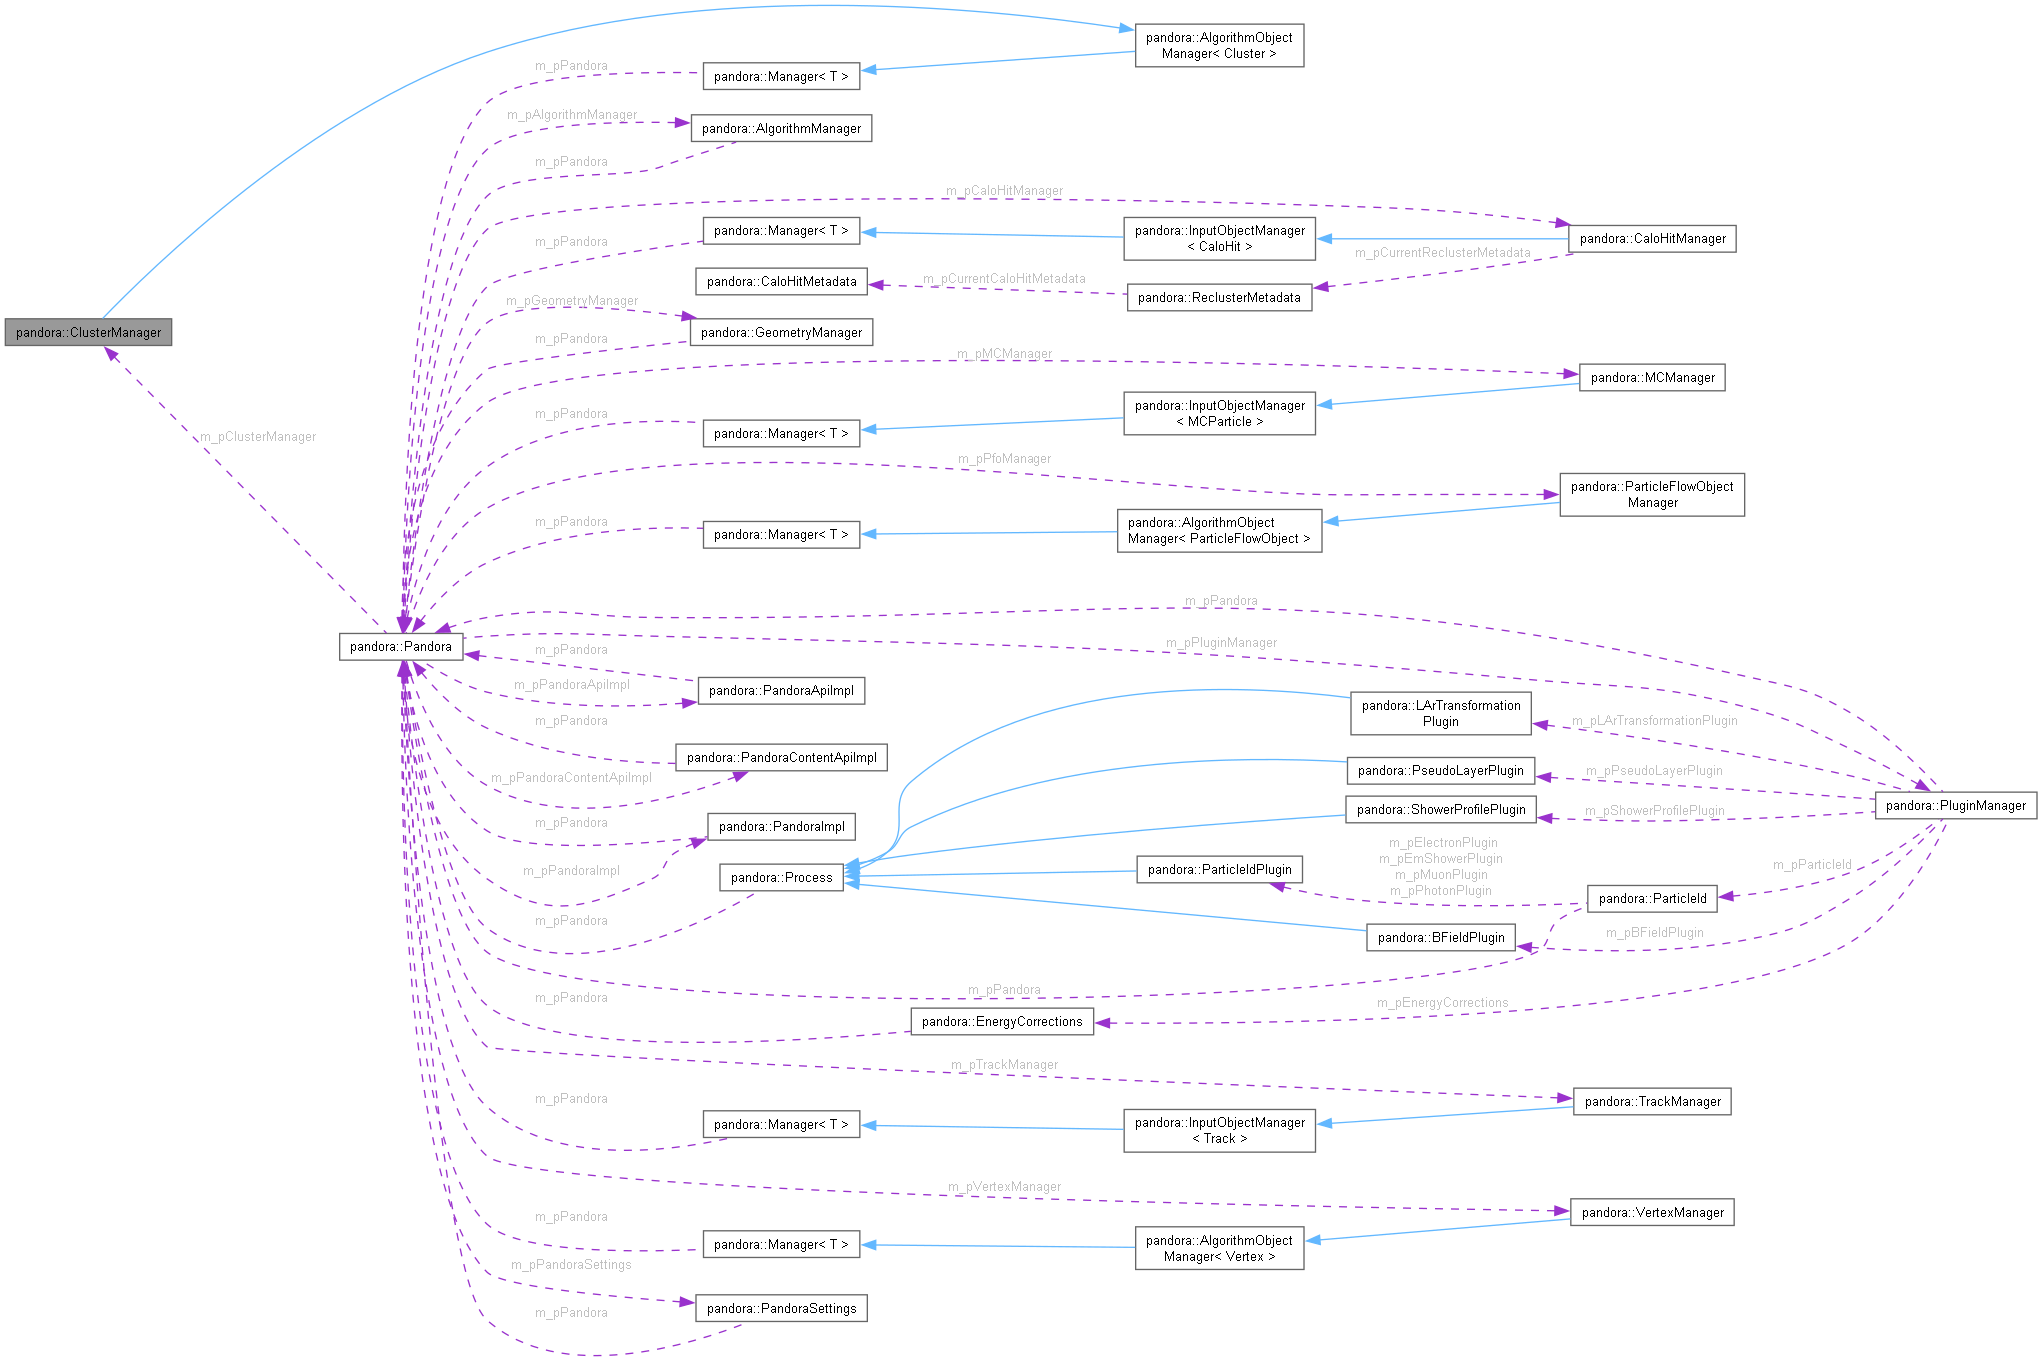 pandora::AlgorithmObject
Manager< Cluster >
m_pPandora
pandora::Manager< T >
m_pAlgorithmManager
pandora::AlgorithmManager
m_pPandora
m_pCaloHitManager
pandora::Manager< T >
pandora::InputObjectManager
< CaloHit >
pandora::CaloHitManager
m_pPandora
m_pCurrentReclusterMetadata
pandora::CaloHitMetadata
m_pCurrentCaloHitMetadata
pandora::ReclusterMetadata
m_pGeometryManager
pandora::ClusterManager
pandora::GeometryManager
m_pPandora
m_pMCManager
pandora::MCManager
m_pPandora
pandora::InputObjectManager
< MCParticle >
pandora::Manager< T >
m_pClusterManager
m_pPfoManager
pandora::ParticleFlowObject
Manager
m_pPandora
pandora::Manager< T >
pandora::AlgorithmObject
Manager< ParticleFlowObject >
m_pPandora
pandora::Pandora
m_pPluginManager
m_pPandora
m_pPandoraApiImpl
pandora::PandoraApiImpl
pandora::LArTransformation
Plugin
m_pPandora
m_pLArTransformationPlugin
pandora::PandoraContentApiImpl
m_pPandoraContentApiImpl
pandora::PseudoLayerPlugin
m_pPseudoLayerPlugin
pandora::PluginManager
pandora::ShowerProfilePlugin
m_pShowerProfilePlugin
m_pPandora
pandora::PandoraImpl
m_pPandoraImpl
pandora::Process
m_pElectronPlugin
m_pEmShowerPlugin
m_pMuonPlugin
m_pPhotonPlugin
pandora::ParticleIdPlugin
m_pParticleId
pandora::ParticleId
m_pPandora
pandora::BFieldPlugin
m_pBFieldPlugin
m_pPandora
m_pPandora
m_pEnergyCorrections
pandora::EnergyCorrections
m_pTrackManager
m_pPandora
pandora::TrackManager
pandora::Manager< T >
pandora::InputObjectManager
< Track >
m_pVertexManager
pandora::VertexManager
m_pPandora
pandora::Manager< T >
pandora::AlgorithmObject
Manager< Vertex >
m_pPandoraSettings
pandora::PandoraSettings
m_pPandora